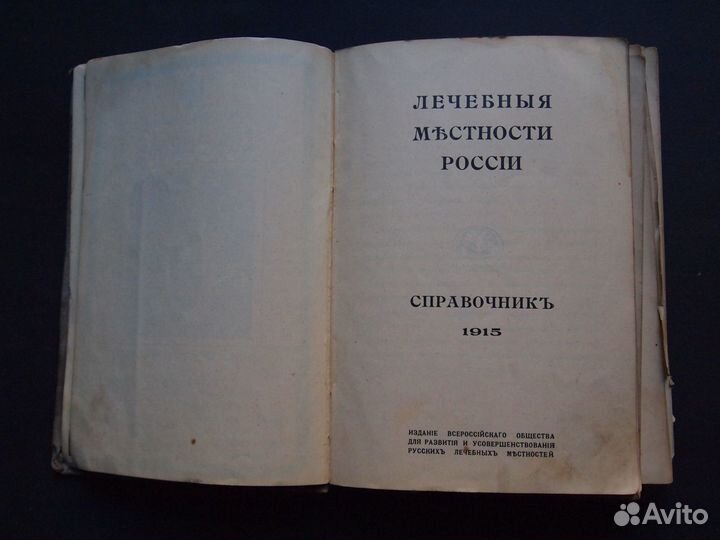 ЛЕЧЕБНЫЯ
МѢСТНОСТИ
РОССІИ
СПРАВОЧНИКЪ
1915
ИЗДАНІЕ ВСЕРОССІЙСКАГО ОБЩЕСТВА
ДЛЯ РАЗВИТІЯ И УСОВЕРШЕНСТВОВАНІЯ
РУССКИХЪ ЛЕЧЕБНЫХЪ МѢСТНОСТЕЙ
Avito